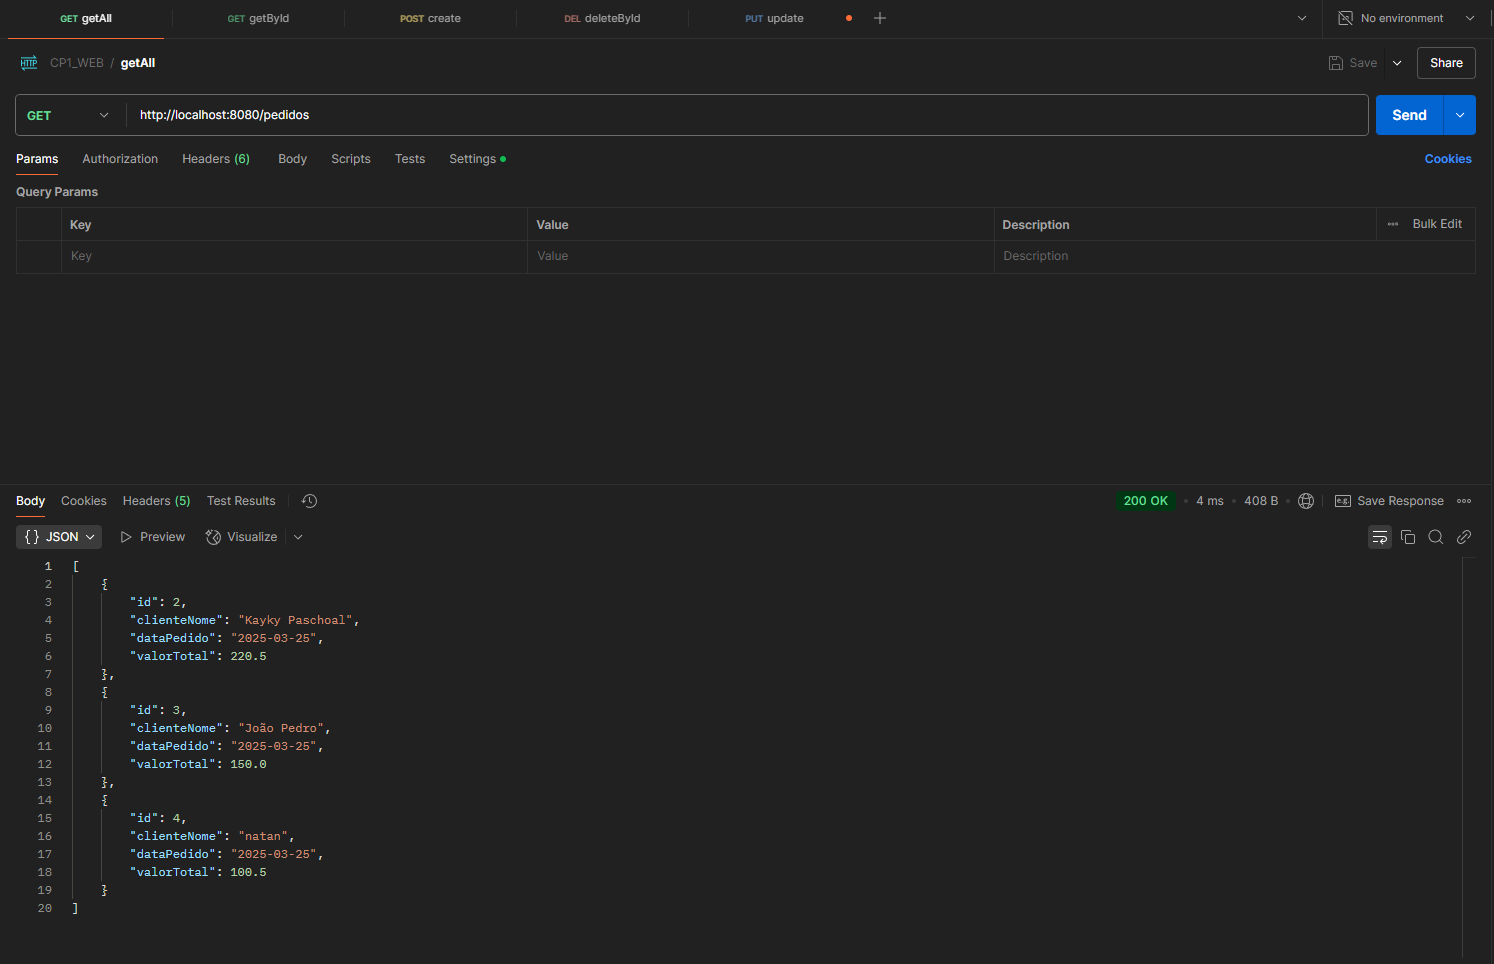 GET getAll GET getById POST create DEL deleteById PUT update No environment
HTTP CP1_WEB / getAll Save Share
GET http://localhost:8080/pedidos Send
Params Authorization Headers (6) Body Scripts Tests Settings Cookies
Query Params
Key Value Description Bulk Edit
Key Value Description
Body Cookies Headers (5) Test Results 200 OK 4 ms 408 B e.g. Save Response
{} JSON Preview Visualize
1 [
2 {
3 "id": 2,
4 "clienteNome": "Kayky Paschoal",
5 "dataPedido": "2025-03-25",
6 "valorTotal": 220.5
7 },
8 {
9 "id": 3,
10 "clienteNome": "João Pedro",
11 "dataPedido": "2025-03-25",
12 "valorTotal": 150.0
13 },
14 {
15 "id": 4,
16 "clienteNome": "natan",
17 "dataPedido": "2025-03-25",
18 "valorTotal": 100.5
19 }
20 ]